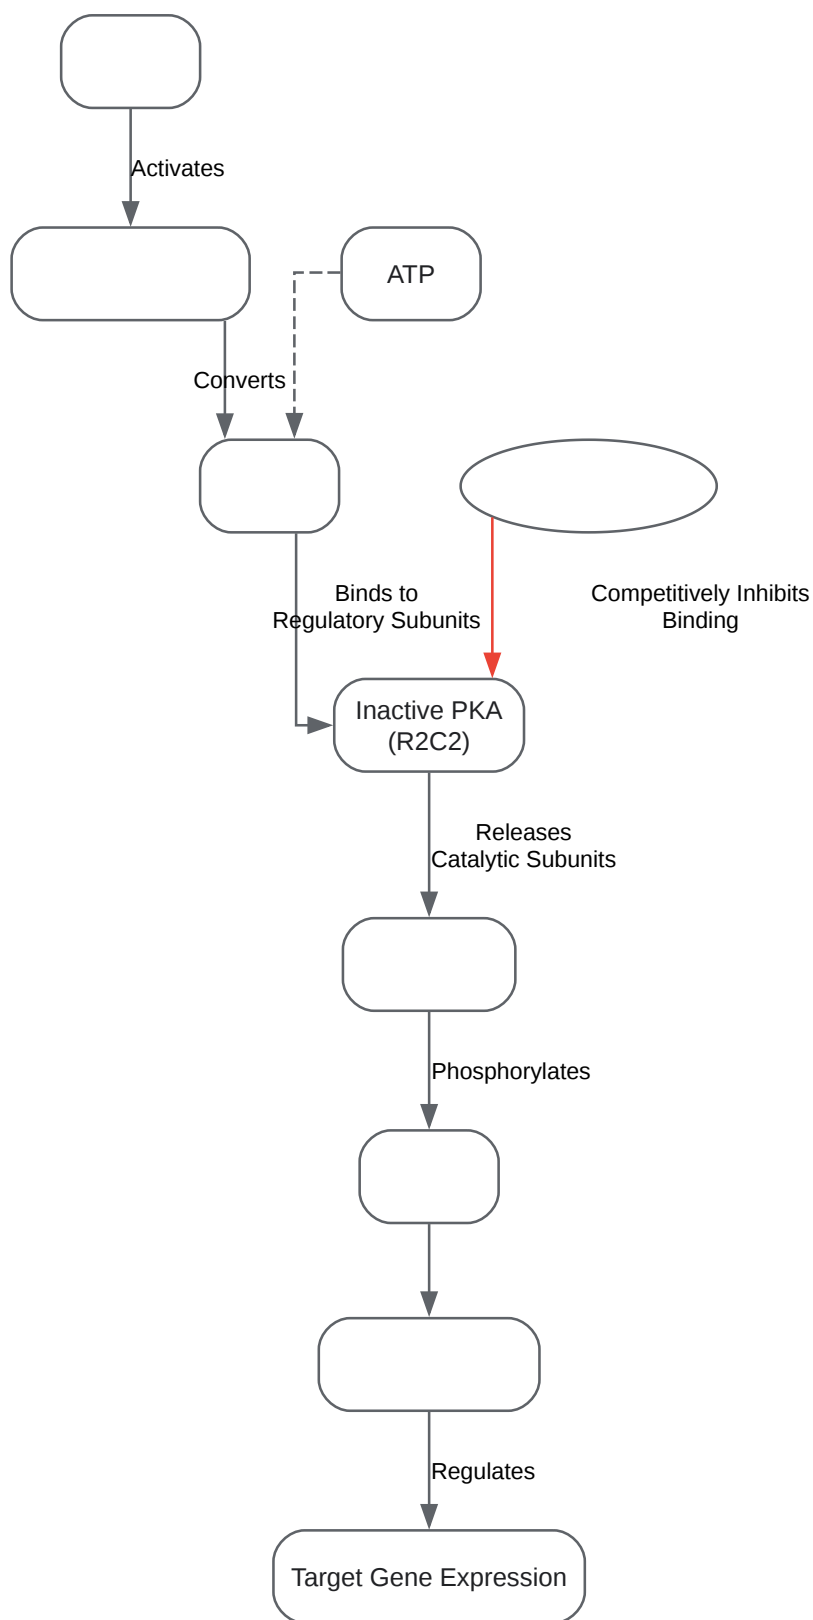 Activates
ATP
Converts
Binds to
Regulatory Subunits
Competitively Inhibits
Binding
Inactive PKA
(R2C2)
Releases
Catalytic Subunits
Phosphorylates
Regulates
Target Gene Expression